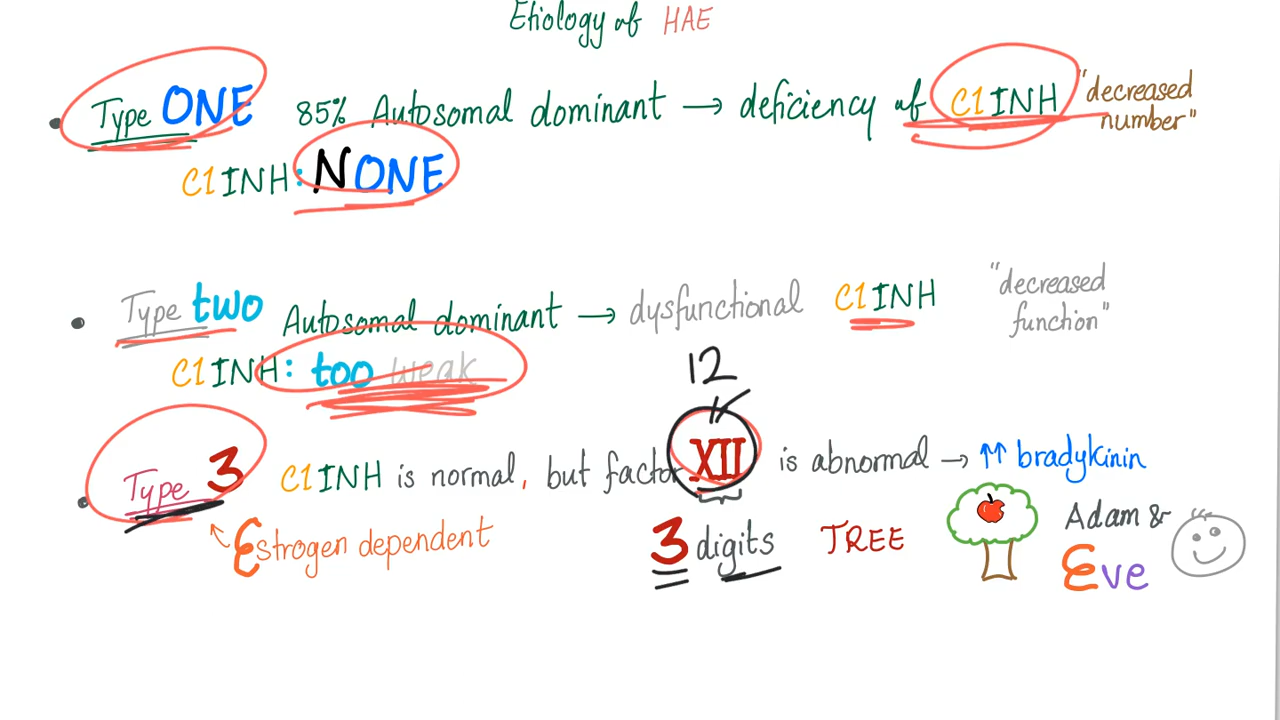 Etiology of HAE
• Type ONE 85% Autosomal dominant → deficiency of C1INH "decreased number"
C1INH: NONE
• Type two Autosomal dominant → dysfunctional C1INH "decreased function"
C1INH: too weak
12
• Type 3 C1INH is normal, but factor XII is abnormal → ↑↑ bradykinin
Estrogen dependent 3 digits TREE Adam & Eve